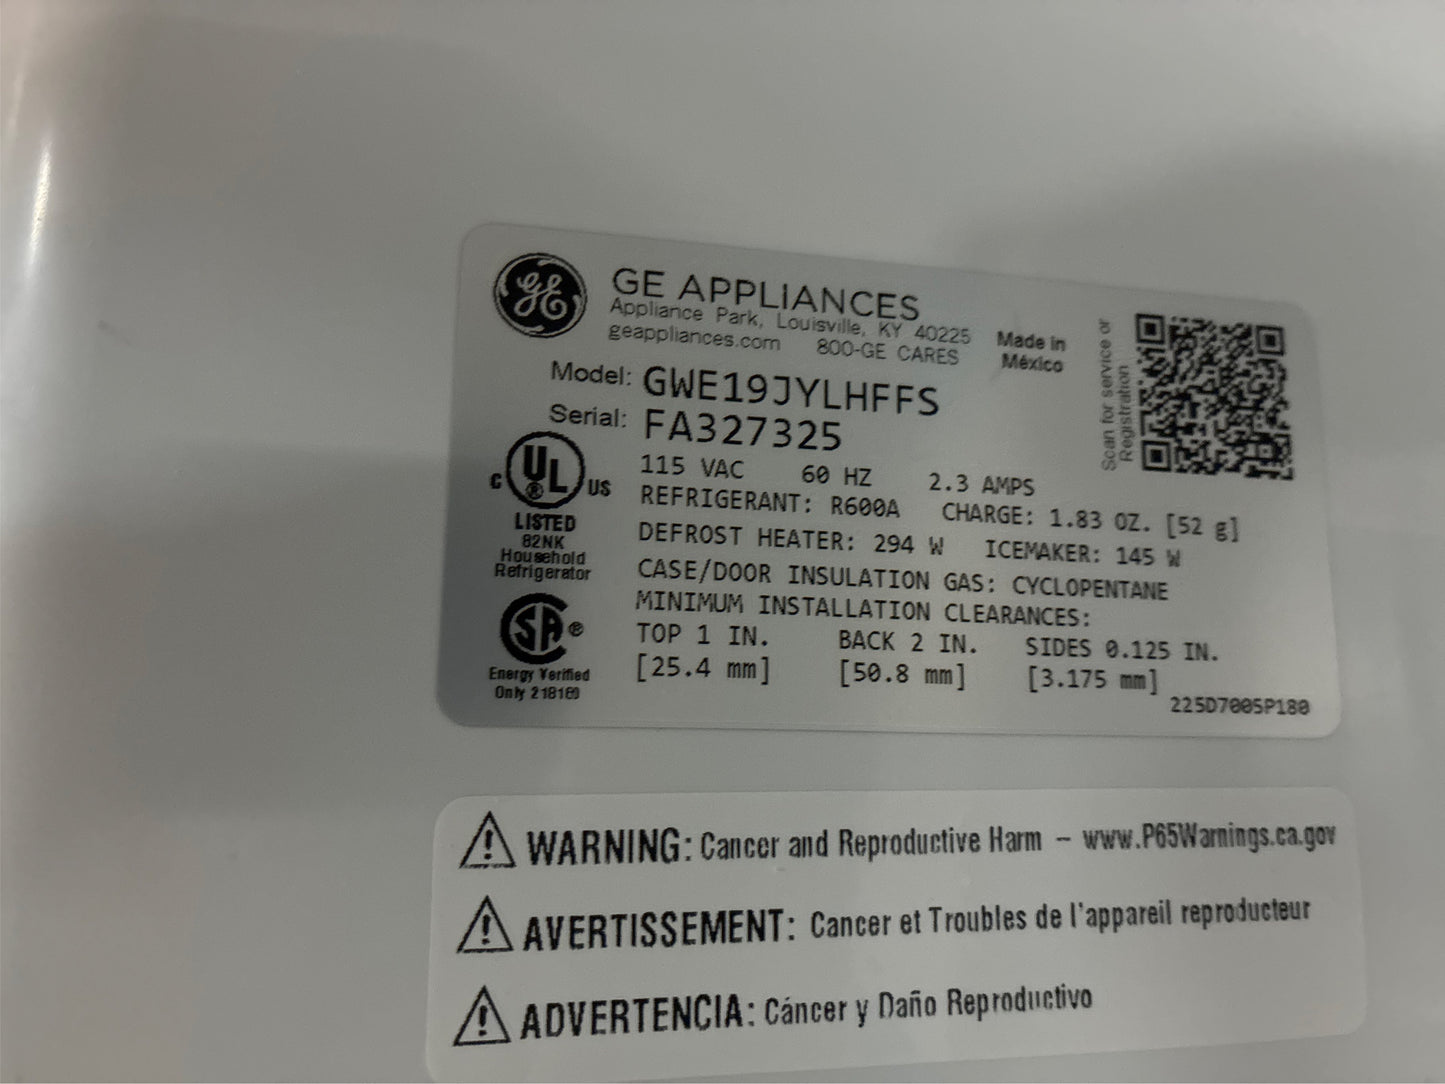 GE
GE APPLIANCES
Appliance Park, Louisville, KY 40225
geappliances.com 800-GE CARES
Made in
México
Scan for service or
Registration
Model: GWE19JYLHFFS
Serial: FA327325
115 VAC 60 HZ 2.3 AMPS
REFRIGERANT: R600A CHARGE: 1.83 OZ. [52 g]
DEFROST HEATER: 294 W ICEMAKER: 145 W
CASE/DOOR INSULATION GAS: CYCLOPENTANE
MINIMUM INSTALLATION CLEARANCES:
TOP 1 IN. BACK 2 IN. SIDES 0.125 IN.
[25.4 mm] [50.8 mm] [3.175 mm]
225D7005P180
C UL® US
LISTED
82NK
Household
Refrigerator
SA®
Energy Verified
Only 218169
WARNING: Cancer and Reproductive Harm – www.P65Warnings.ca.gov
AVERTISSEMENT: Cancer et Troubles de l'appareil reproducteur
ADVERTENCIA: Cáncer y Daño Reproductivo